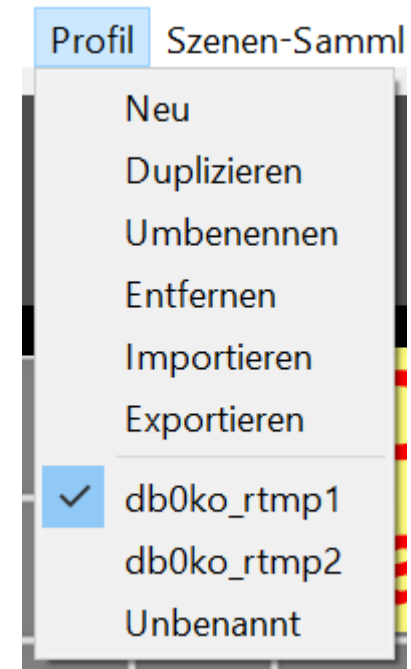 Profil Szenen-Samml
Neu
Duplizieren
Umbenennen
Entfernen
Importieren
Exportieren
db0ko_rtmp1
db0ko_rtmp2
Unbenannt